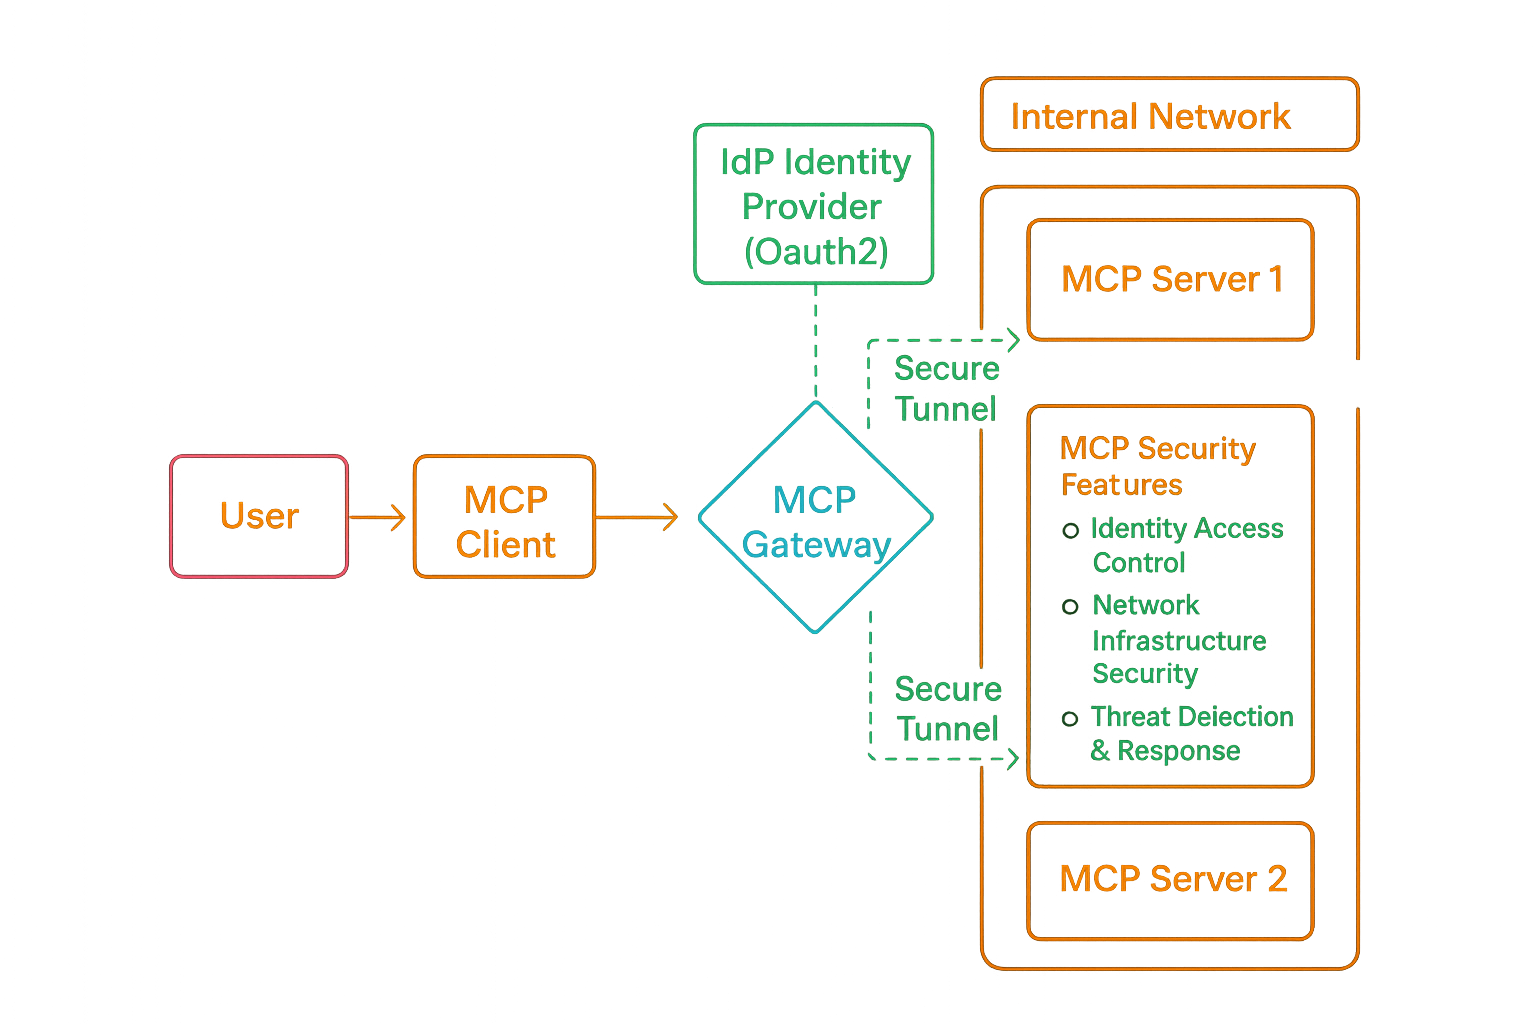 Internal Network
IdP Identity
Provider
(Oauth2)
MCP Server 1
Secure
Tunnel
User
MCP
Client
MCP
Gateway
MCP Security
Features
Identity Access
Control
Network
Infrastructure
Security
Threat Deiection
& Response
Secure
Tunnel
MCP Server 2